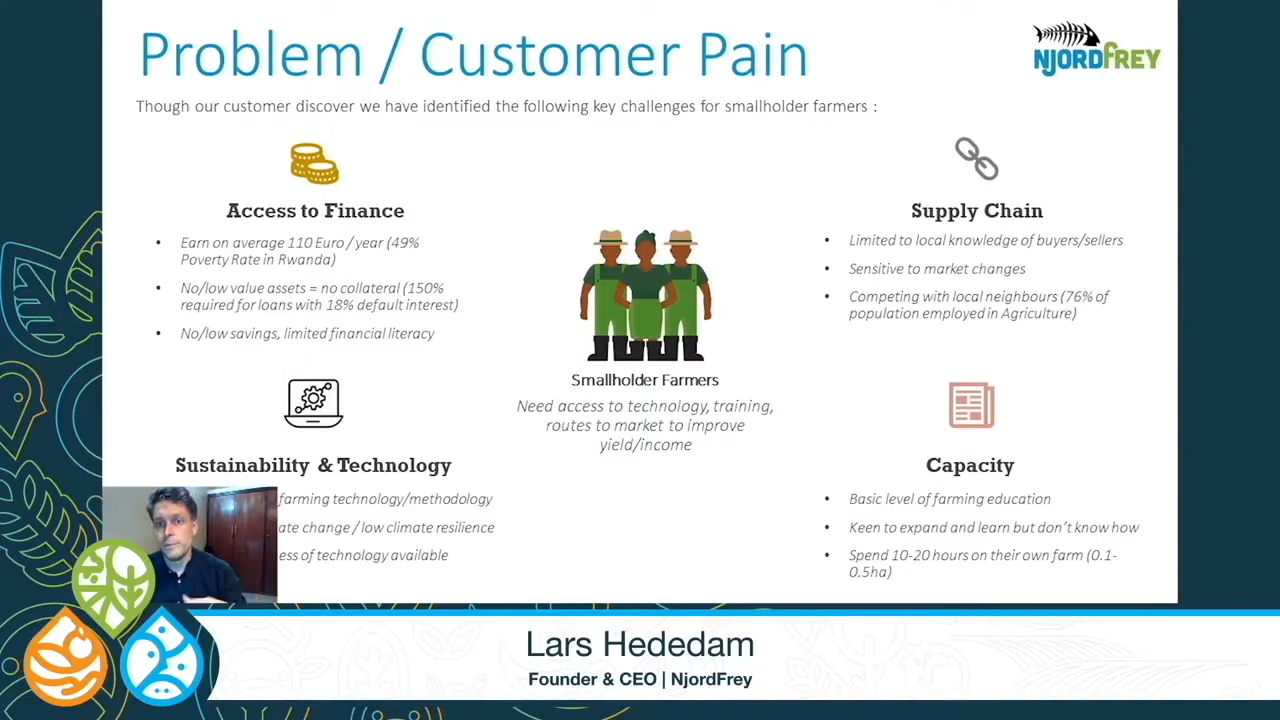 Problem / Customer Pain
NJORDFREY
Though our customer discover we have identified the following key challenges for smallholder farmers :
Access to Finance
• Earn on average 110 Euro / year (49%
Poverty Rate in Rwanda)
• No/low value assets = no collateral (150%
required for loans with 18% default interest)
• No/low savings, limited financial literacy
Supply Chain
• Limited to local knowledge of buyers/sellers
• Sensitive to market changes
• Competing with local neighbours (76% of
population employed in Agriculture)
Smallholder Farmers
Need access to technology, training,
routes to market to improve
yield/income
Sustainability & Technology
farming technology/methodology
change / low climate resilience
of technology available
Capacity
• Basic level of farming education
• Keen to expand and learn but don't know how
• Spend 10-20 hours on their own farm (0.1-
0.5ha)
Lars Hededam
Founder & CEO | NjordFrey